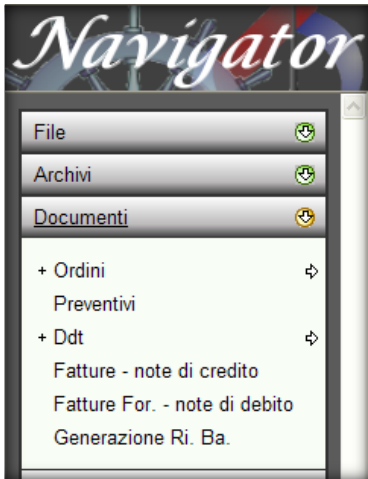 Navigator
File
Archivi
Documenti
+ Ordini
Preventivi
+ Ddt
Fatture - note di credito
Fatture For. - note di debito
Generazione Ri. Ba.